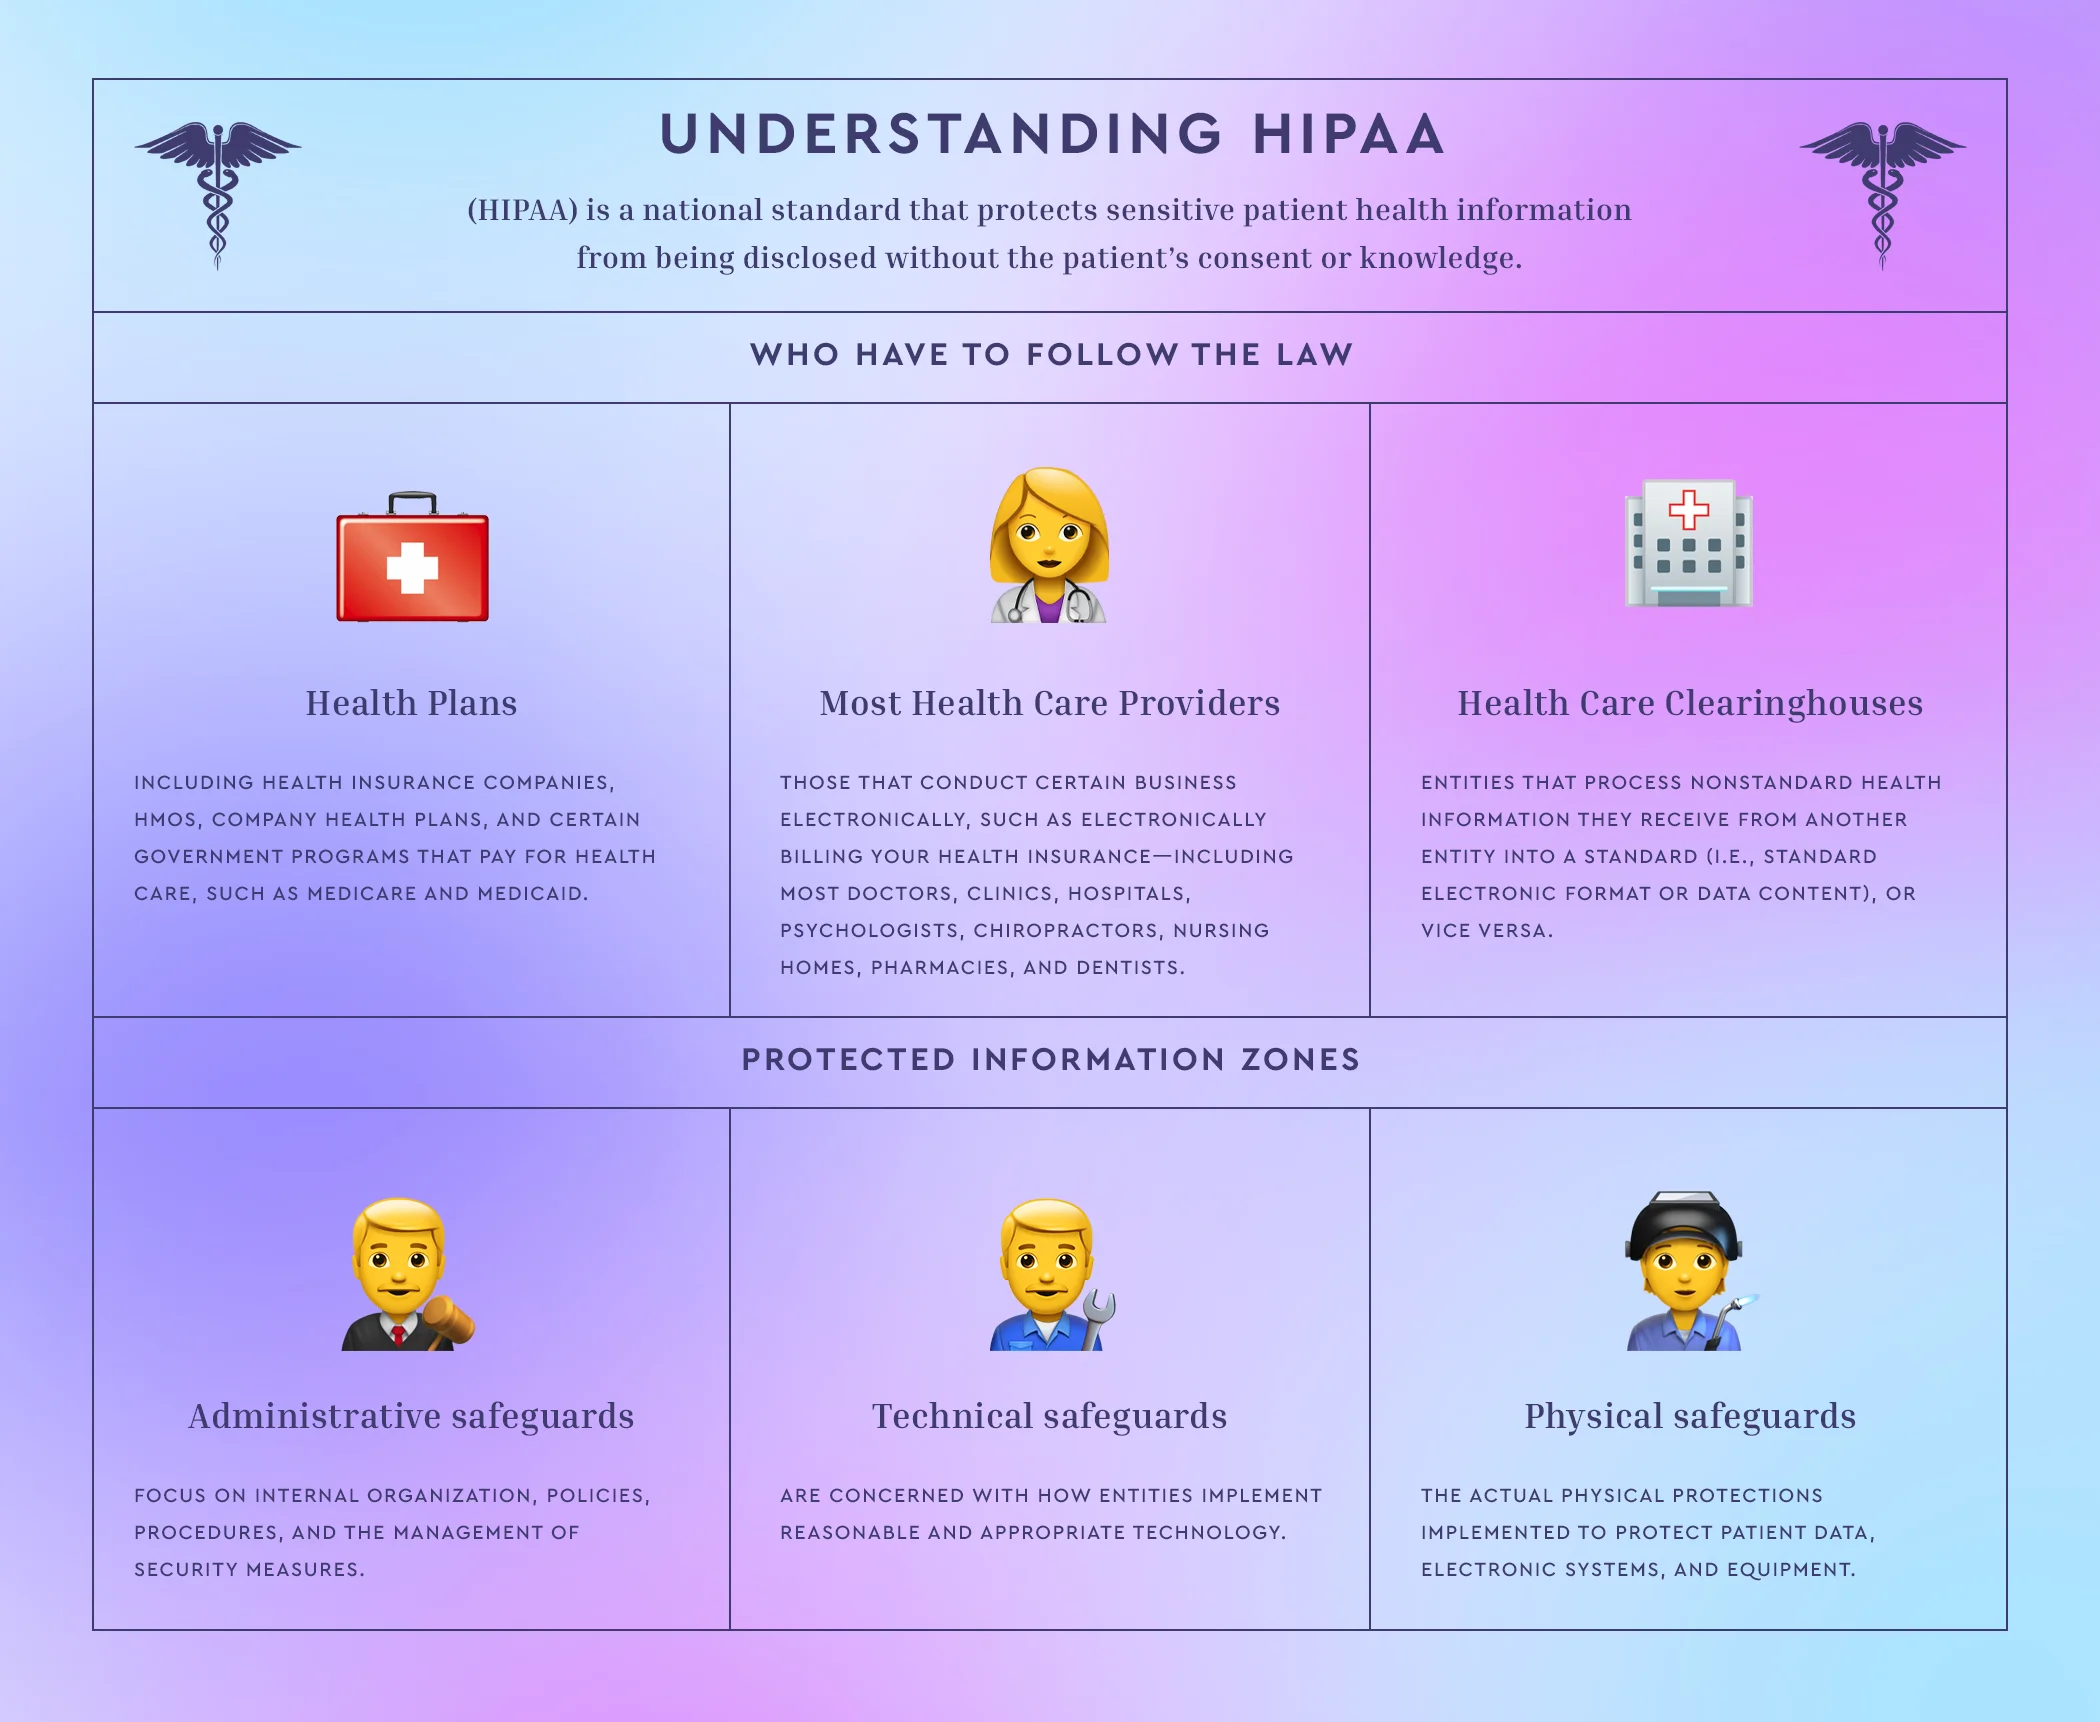 UNDERSTANDING HIPAA
(HIPAA) is a national standard that protects sensitive patient health information
from being disclosed without the patient’s consent or knowledge.
WHO HAVE TO FOLLOW THE LAW
Health Plans
INCLUDING HEALTH INSURANCE COMPANIES,
HMOS, COMPANY HEALTH PLANS, AND CERTAIN
GOVERNMENT PROGRAMS THAT PAY FOR HEALTH
CARE, SUCH AS MEDICARE AND MEDICAID.
Most Health Care Providers
THOSE THAT CONDUCT CERTAIN BUSINESS
ELECTRONICALLY, SUCH AS ELECTRONICALLY
BILLING YOUR HEALTH INSURANCE—INCLUDING
MOST DOCTORS, CLINICS, HOSPITALS,
PSYCHOLOGISTS, CHIROPRACTORS, NURSING
HOMES, PHARMACIES, AND DENTISTS.
Health Care Clearinghouses
ENTITIES THAT PROCESS NONSTANDARD HEALTH
INFORMATION THEY RECEIVE FROM ANOTHER
ENTITY INTO A STANDARD (I.E., STANDARD
ELECTRONIC FORMAT OR DATA CONTENT), OR
VICE VERSA.
PROTECTED INFORMATION ZONES
Administrative safeguards
FOCUS ON INTERNAL ORGANIZATION, POLICIES,
PROCEDURES, AND THE MANAGEMENT OF
SECURITY MEASURES.
Technical safeguards
ARE CONCERNED WITH HOW ENTITIES IMPLEMENT
REASONABLE AND APPROPRIATE TECHNOLOGY.
Physical safeguards
THE ACTUAL PHYSICAL PROTECTIONS
IMPLEMENTED TO PROTECT PATIENT DATA,
ELECTRONIC SYSTEMS, AND EQUIPMENT.